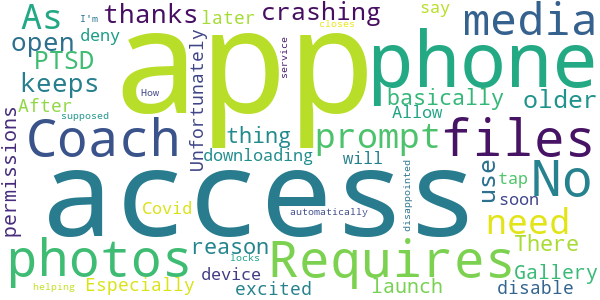 As thanks later crashing say media
I'm deny open closes
PTSD Unfortunately app phone
keeps service How basically older
After Allow
supposed Coach thing prompt files
permissions downloading will use No
access tap
Covid automatically disappointed soon need
photos reason Requires There
device Gallery
helping Especially locks excited launch disable